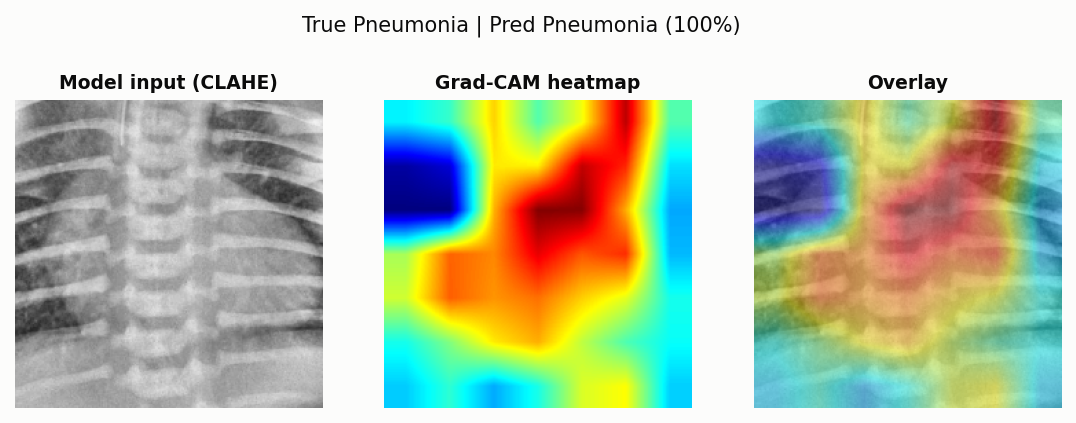 True Pneumonia | Pred Pneumonia (100%)
Model input (CLAHE)
Grad-CAM heatmap
Overlay